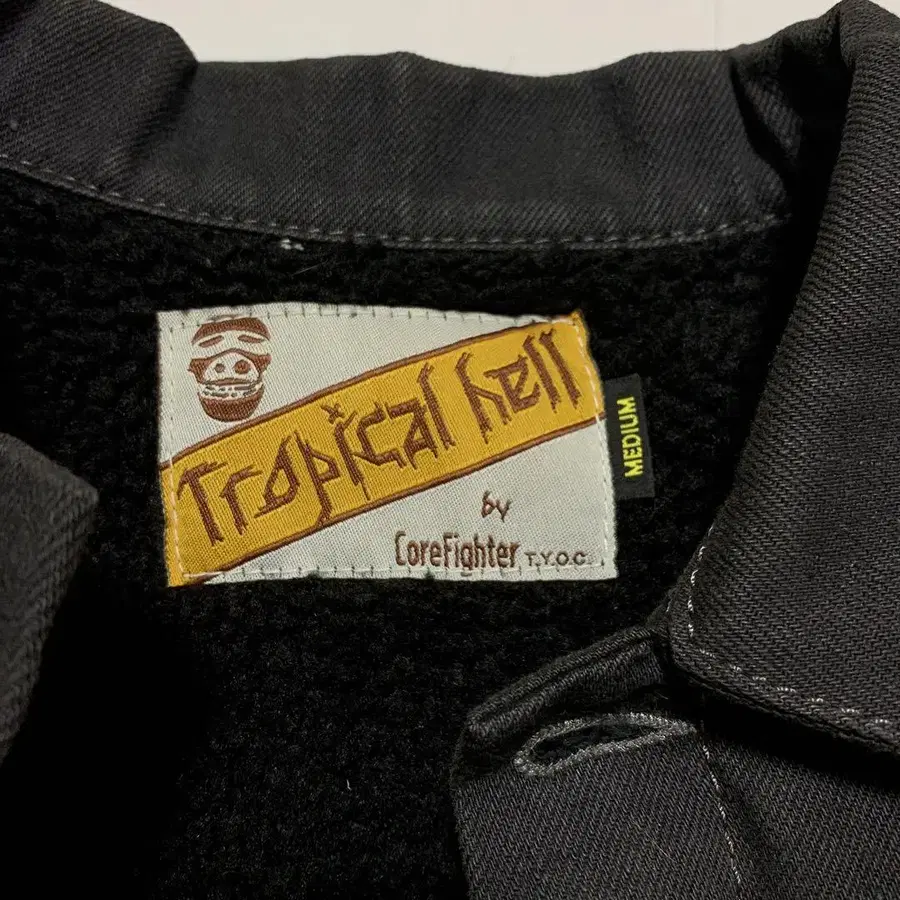 Tropical hell
by
CoreFighter T.Y.O.C.
MEDIUM